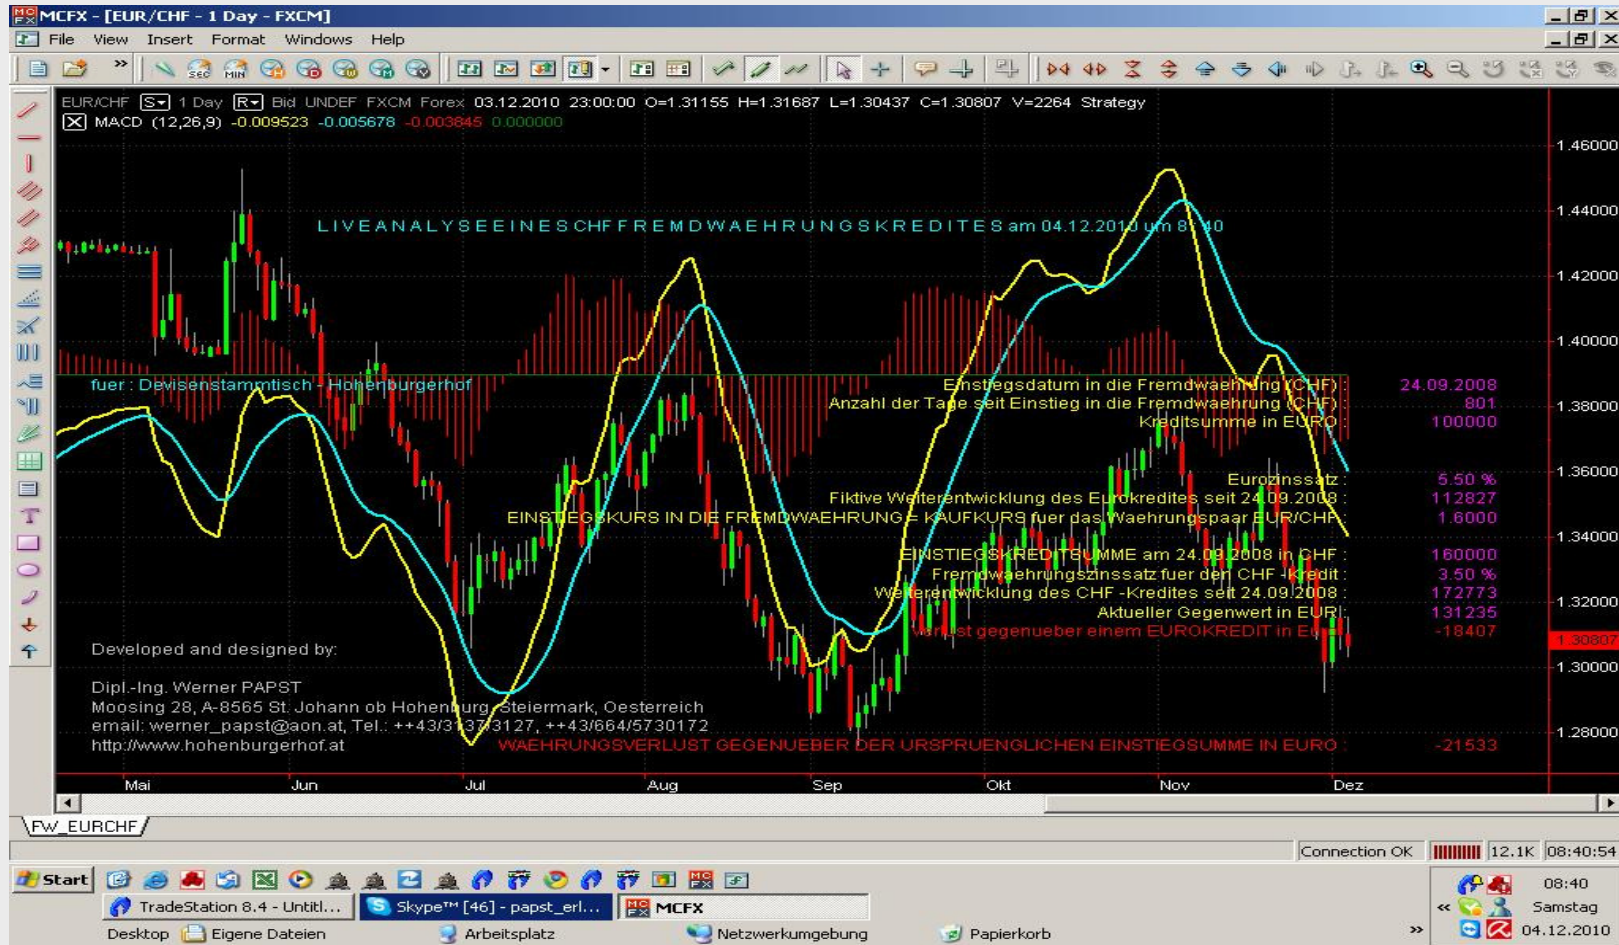 MCFX - [EUR/CHF - 1 Day - FXCM]
File View Insert Format Windows Help
SEC MIN
EUR/CHF S 1 Day R Bid UNDEF FXCM Forex 03.12.2010 23:00:00 O=1.31155 H=1.31687 L=1.30437 C=1.30807 V=2264 Strategy
X MACD (12,26,9) -0.009523 -0.005678 -0.003845 0.000000
1.46000
1.44000
L I V E A N A L Y S E E I N E S C H F F R E M D W A E H R U N G S K R E D I T E S am 04.12.2010 um 8:40
1.42000
1.40000
fuer : Devisenstammtisch - Hohenburgerhof
Einstiegsdatum in die Fremdwaehrung (CHF) : 24.09.2008
Anzahl der Tage seit Einstieg in die Fremdwaehrung (CHF) : 801
1.38000
Kreditsumme in EURO : 100000
1.36000
Eurozinssatz : 5.50 %
Fiktive Weiterentwicklung des Eurokredites seit 24.09.2008 : 112827
EINSTIEGSKURS IN DIE FREMDWAEHRUNG = KAUFKURS fuer das Waehrungspaar EUR/CHF : 1.6000
1.34000
EINSTIEGSKREDITSUMME am 24.09.2008 in CHF : 160000
Fremdwaehrungszinssatz fuer den CHF -Kredit : 3.50 %
Weiterentwicklung des CHF -Kredites seit 24.09.2008 : 172773
1.32000
Aktueller Gegenwert in EUR : 131235
Verlust gegenueber einem EUROKREDIT in EUR : -18407
1.30807
1.30000
Developed and designed by:
Dipl.-Ing. Werner PAPST
Moosing 28, A-8565 St. Johann ob Hohenburg, Steiermark, Oesterreich
email: werner_papst@aon.at, Tel.: ++43/3137/3127, ++43/664/5730172
http://www.hohenburgerhof.at
WAEHRUNGSVERLUST GEGENUEBER DER URSPRUENGLICHEN EINSTIEGSUMME IN EURO : -21533
1.28000
Mai Jun Jul Aug Sep Okt Nov Dez
FW_EURCHF
Connection OK 12.1K 08:40:54
Start
08:40
TradeStation 8.4 - Untitl... Skype™ [46] - papst_erl... MCFX
Samstag
Desktop Eigene Dateien Arbeitsplatz Netzwerkumgebung Papierkorb
04.12.2010